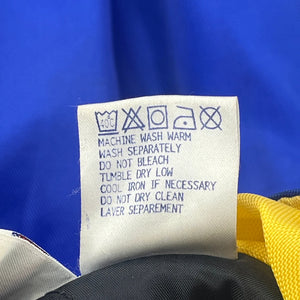 40C
MACHINE WASH WARM
WASH SEPARATELY
DO NOT BLEACH
TUMBLE DRY LOW
COOL IRON IF NECESSARY
DO NOT DRY CLEAN
LAVER SEPAREMENT